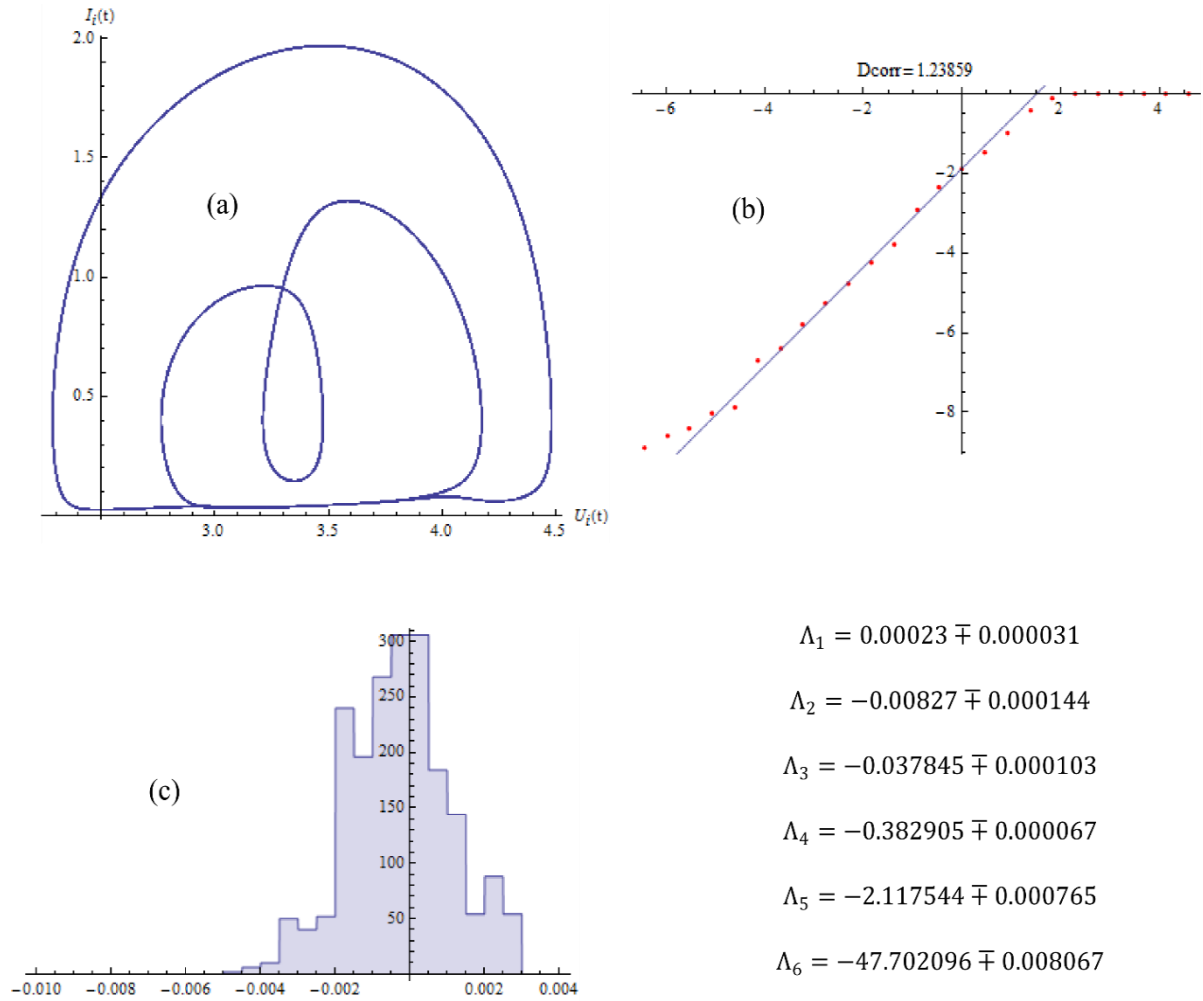 I_i(t)
2.0
1.5
1.0
0.5
(a)
3.0 3.5 4.0 4.5 U_i(t)
Dcorr=1.23859
−6 −4 −2 2 4
(b)
−2
−4
−6
−8
300
250
200
150
100
50
(c)
−0.010 −0.008 −0.006 −0.004 −0.002 0.002 0.004
Λ₁ = 0.00023 ∓ 0.000031
Λ₂ = −0.00827 ∓ 0.000144
Λ₃ = −0.037845 ∓ 0.000103
Λ₄ = −0.382905 ∓ 0.000067
Λ₅ = −2.117544 ∓ 0.000765
Λ₆ = −47.702096 ∓ 0.008067